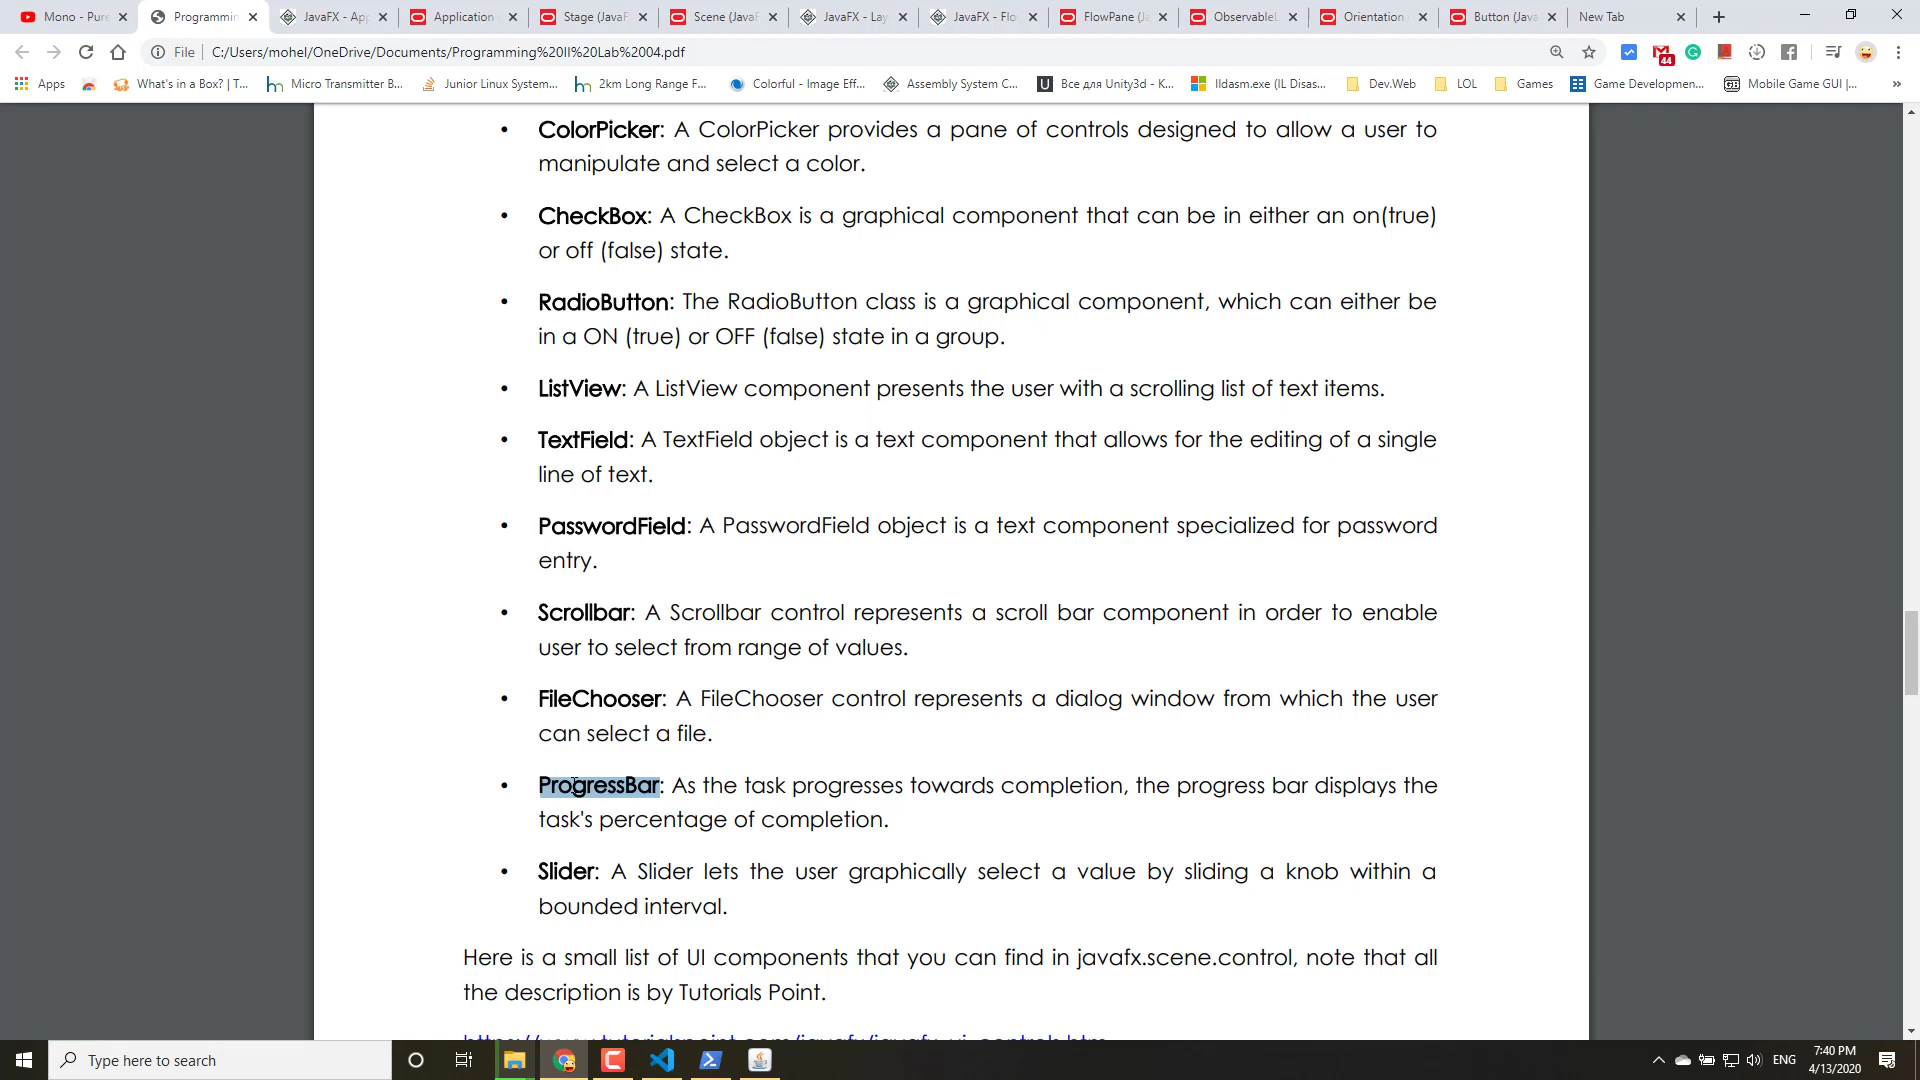 Mono - Pure
Programmin
JavaFX - App
Application
Stage (JavaF
Scene (JavaF
JavaFX - Lay
JavaFX - Flo
FlowPane (Ja
ObservableL
Orientation
Button (Java
New Tab
File
C:/Users/mohel/OneDrive/Documents/Programming%20II%20Lab%2004.pdf
44
Apps
What's in a Box? | T...
Micro Transmitter B...
Junior Linux System...
2km Long Range F...
Colorful - Image Eff...
Assembly System C...
Все для Unity3d - K...
Ildasm.exe (IL Disas...
Dev.Web
LOL
Games
Game Developmen...
Mobile Game GUI |...
• ColorPicker: A ColorPicker provides a pane of controls designed to allow a user to
manipulate and select a color.
• CheckBox: A CheckBox is a graphical component that can be in either an on(true)
or off (false) state.
• RadioButton: The RadioButton class is a graphical component, which can either be
in a ON (true) or OFF (false) state in a group.
• ListView: A ListView component presents the user with a scrolling list of text items.
• TextField: A TextField object is a text component that allows for the editing of a single
line of text.
• PasswordField: A PasswordField object is a text component specialized for password
entry.
• Scrollbar: A Scrollbar control represents a scroll bar component in order to enable
user to select from range of values.
• FileChooser: A FileChooser control represents a dialog window from which the user
can select a file.
• ProgressBar: As the task progresses towards completion, the progress bar displays the
task's percentage of completion.
• Slider: A Slider lets the user graphically select a value by sliding a knob within a
bounded interval.
Here is a small list of UI components that you can find in javafx.scene.control, note that all
the description is by Tutorials Point.
https://www.tutorialspoint.com/javafx/javafx_ui_controls.htm
Type here to search
ENG
7:40 PM
4/13/2020